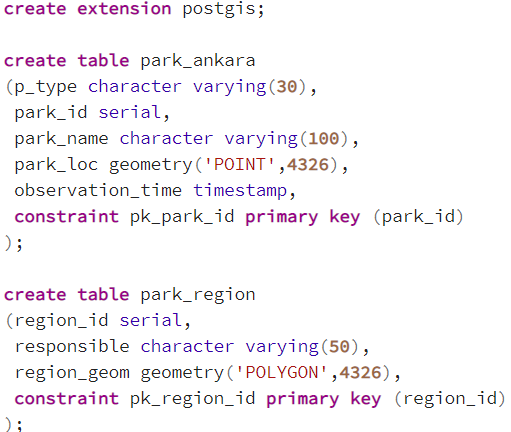 create extension postgis;
create table park_ankara
(p_type character varying(30),
park_id serial,
park_name character varying(100),
park_loc geometry('POINT',4326),
observation_time timestamp,
constraint pk_park_id primary key (park_id)
);
create table park_region
(region_id serial,
responsible character varying(50),
region_geom geometry('POLYGON',4326),
constraint pk_region_id primary key (region_id)
);